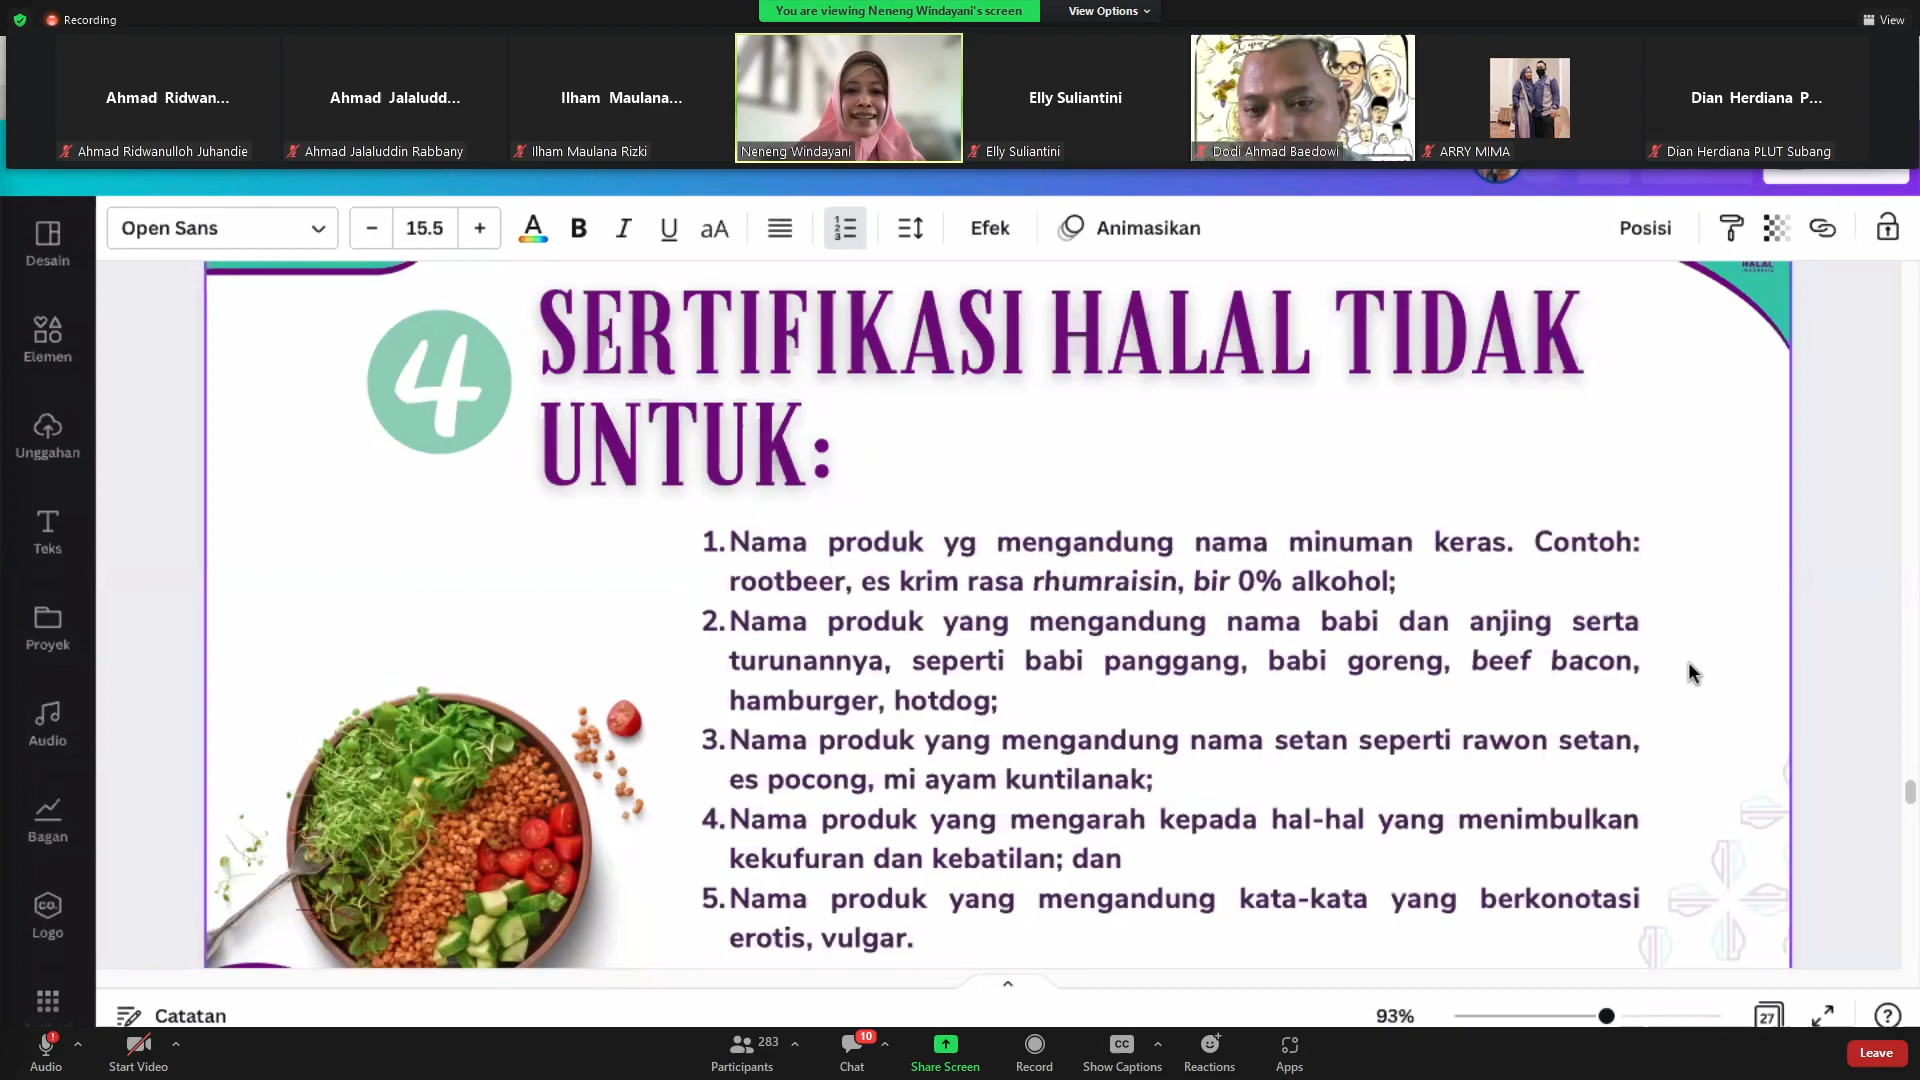 Recording
You are viewing Neneng Windayani's screen
View Options
View
Ahmad Ridwan...
Ahmad Jalaludd...
Ilham Maulana...
Elly Suliantini
Dian Herdiana P...
Ahmad Ridwanulloh Juhandie
Ahmad Jalaluddin Rabbany
Ilham Maulana Rizki
Neneng Windayani
Elly Suliantini
Dodi Ahmad Baedowi
ARRY MIMA
Dian Herdiana PLUT Subang
Open Sans
− 15.5 +
A B I U aA
Efek
Animasikan
Posisi
Desain
Elemen
Unggahan
Teks
Proyek
Audio
Bagan
CO.
Logo
HALAL
INDONESIA
4
SERTIFIKASI HALAL TIDAK
UNTUK:
1. Nama produk yg mengandung nama minuman keras. Contoh:
rootbeer, es krim rasa rhumraisin, bir 0% alkohol;
2. Nama produk yang mengandung nama babi dan anjing serta
turunannya, seperti babi panggang, babi goreng, beef bacon,
hamburger, hotdog;
3. Nama produk yang mengandung nama setan seperti rawon setan,
es pocong, mi ayam kuntilanak;
4. Nama produk yang mengarah kepada hal-hal yang menimbulkan
kekufuran dan kebatilan; dan
5. Nama produk yang mengandung kata-kata yang berkonotasi
erotis, vulgar.
Catatan
93%
27
?
Audio
Start Video
283
Participants
10
Chat
Share Screen
Record
CC
Show Captions
Reactions
Apps
Leave